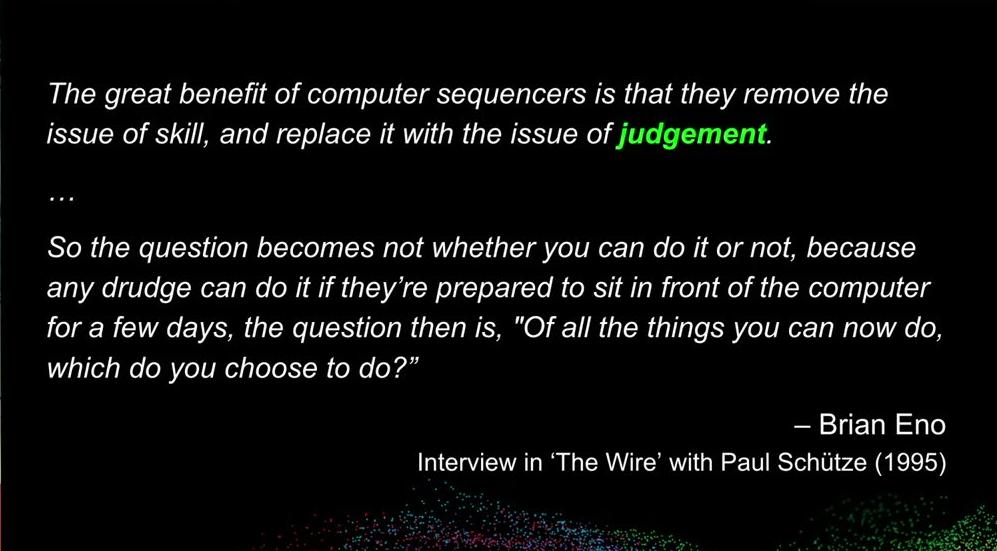 The great benefit of computer sequencers is that they remove the
issue of skill, and replace it with the issue of judgement.
…
So the question becomes not whether you can do it or not, because
any drudge can do it if they’re prepared to sit in front of the computer
for a few days, the question then is, "Of all the things you can now do,
which do you choose to do?”
– Brian Eno
Interview in ‘The Wire’ with Paul Schütze (1995)